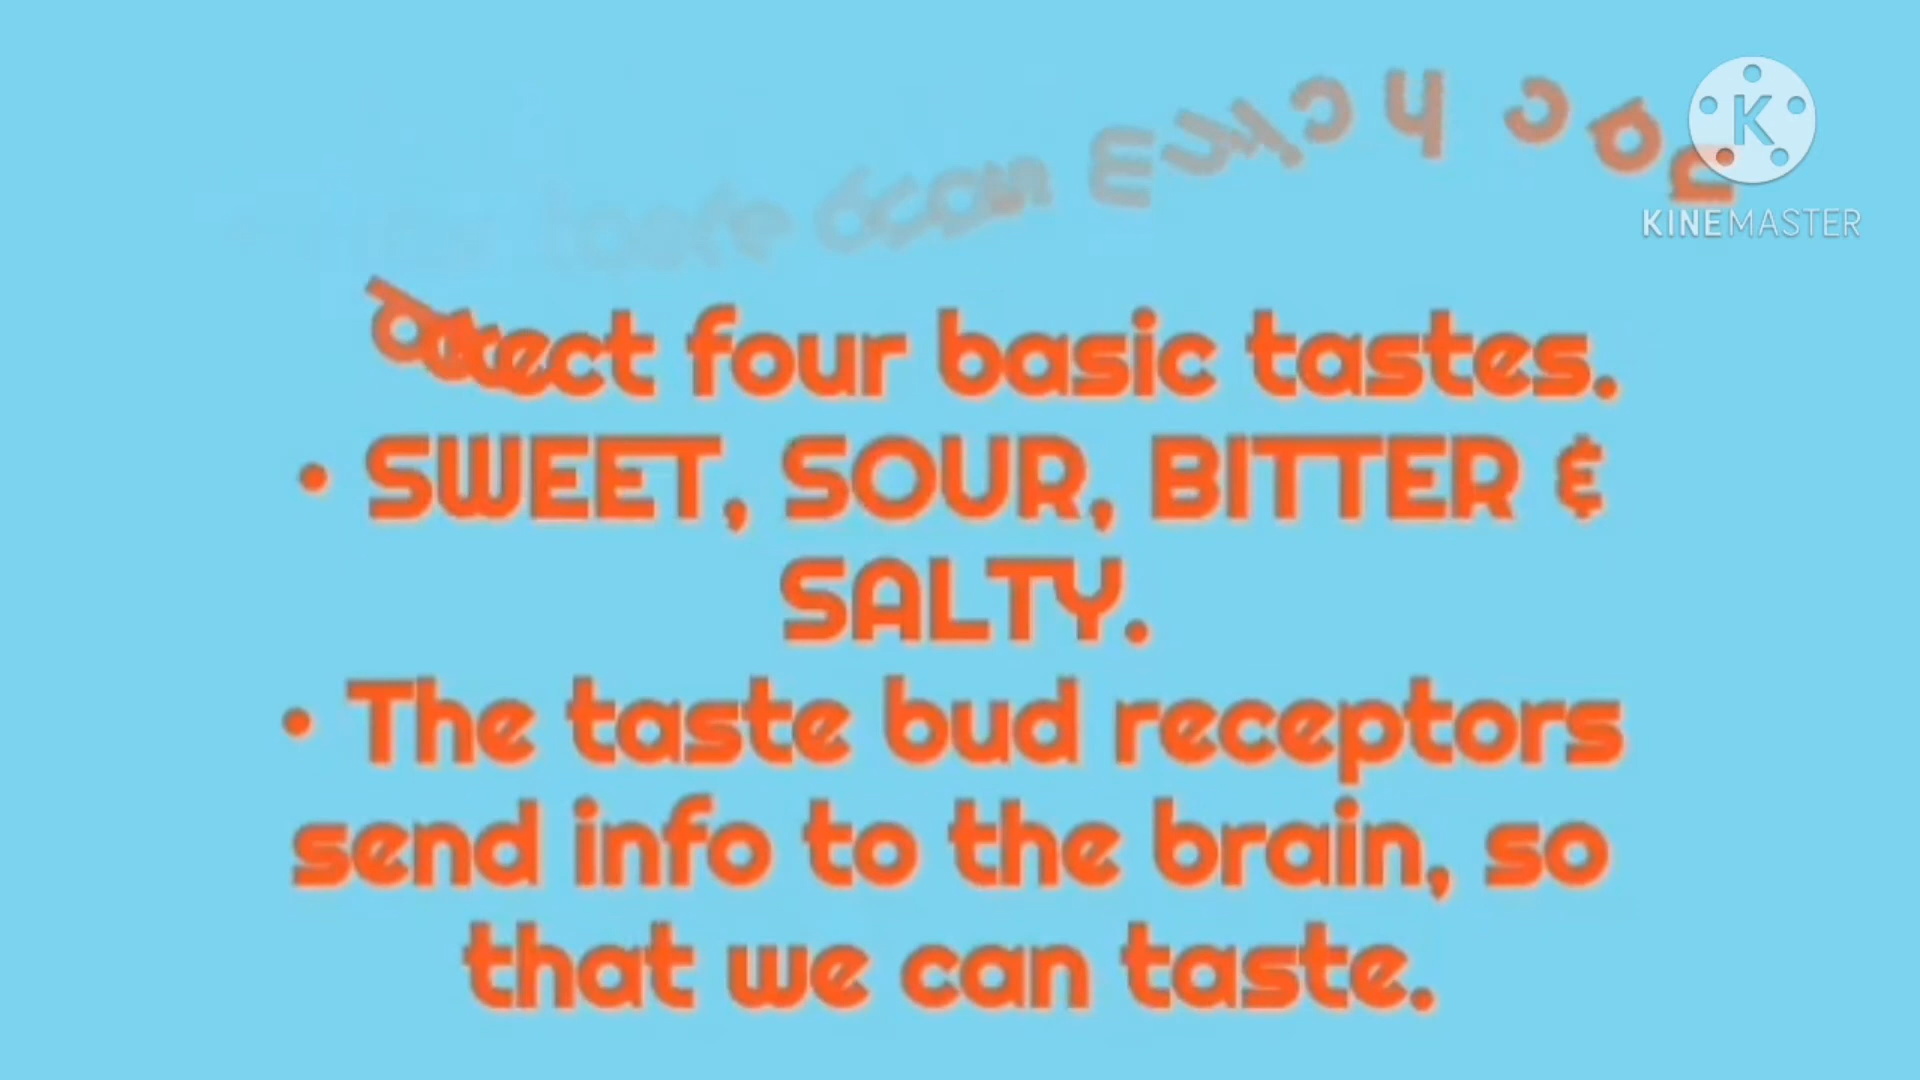 KINEMASTER
detect four basic tastes.
• SWEET, SOUR, BITTER &
SALTY.
• The taste bud receptors
send info to the brain, so
that we can taste.